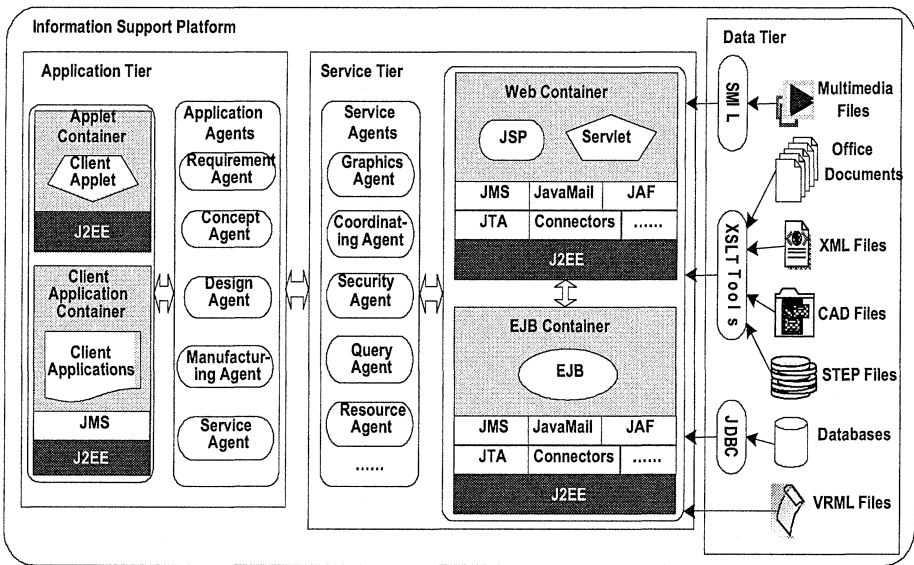 Information Support Platform
Application Tier
Applet
Container
Client
Applet
J2EE
Client
Application
Container
Client
Applications
JMS
J2EE
Application
Agents
Requirement
Agent
Concept
Agent
Design
Agent
Manufactur-
ing Agent
Service
Agent
Service Tier
Service
Agents
Graphics
Agent
Coordinat-
ing Agent
Security
Agent
Query
Agent
Resource
Agent
......
Web Container
JSP
Servlet
JMS
JavaMail
JAF
JTA
Connectors
......
J2EE
EJB Container
EJB
JMS
JavaMail
JAF
JTA
Connectors
......
J2EE
Data Tier
SMIL
XSLT Tools
JDBC
Multimedia
Files
Office
Documents
XML Files
CAD Files
STEP Files
Databases
VRML Files